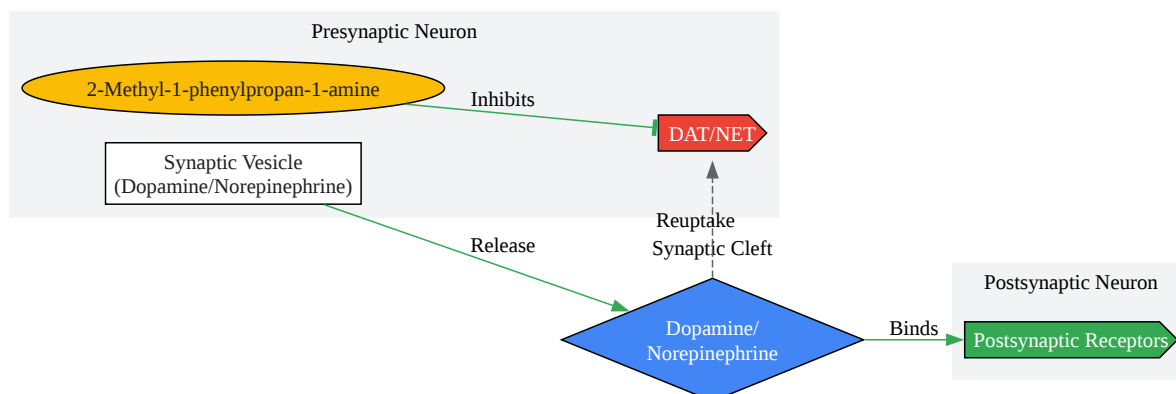 Presynaptic Neuron
2-Methyl-1-phenylpropan-1-amine
Inhibits
DAT/NET
Synaptic Vesicle
(Dopamine/Norepinephrine)
Reuptake
Release
Synaptic Cleft
Postsynaptic Neuron
Dopamine/
Norepinephrine
Binds
Postsynaptic Receptors